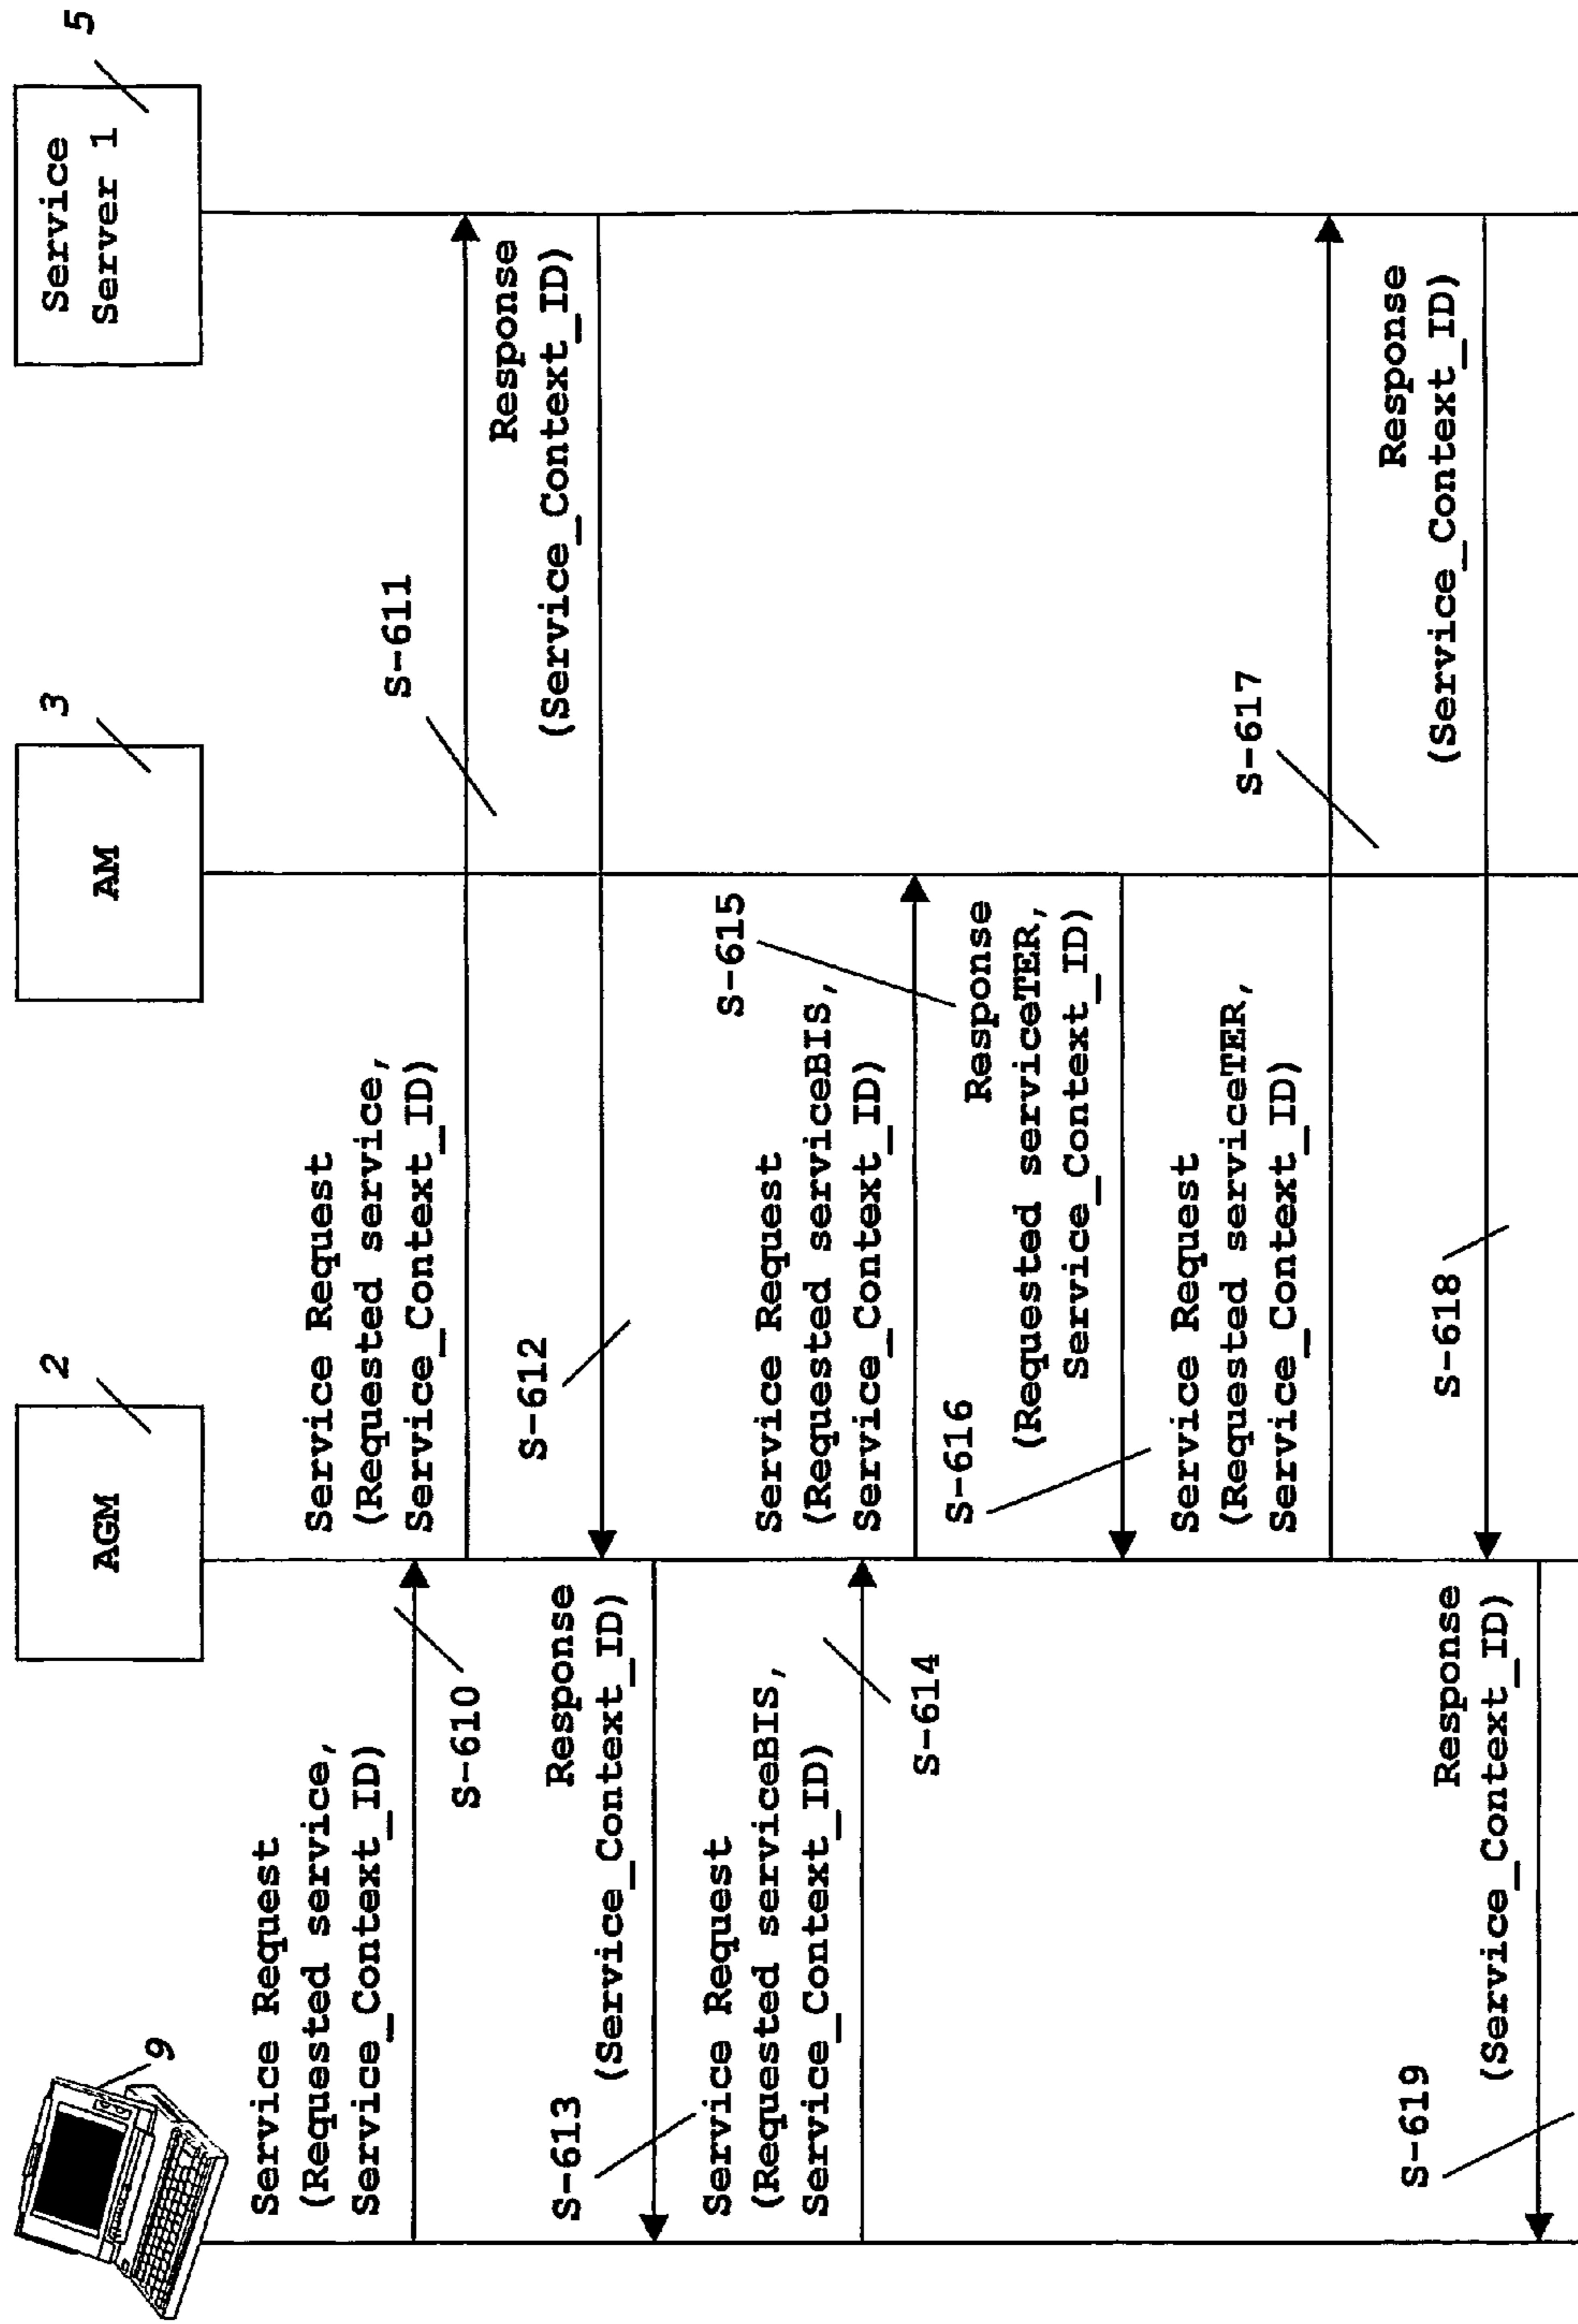 9
AGM
2
AM
3
Service
Server 1
5
Service Request
(Requested service,
Service_Context_ID)
S-610
Service Request
(Requested service,
Service_Context_ID)
S-611
Response
(Service_Context_ID)
S-612
Response
(Service_Context_ID)
S-613
Service Request
(Requested serviceBIS,
Service_Context_ID)
S-614
Service Request
(Requested serviceBIS,
Service_Context_ID)
S-615
Response
(Requested serviceTER,
Service_Context_ID)
S-616
Service Request
(Requested serviceTER,
Service_Context_ID)
S-617
Response
(Service_Context_ID)
S-618
Response
(Service_Context_ID)
S-619